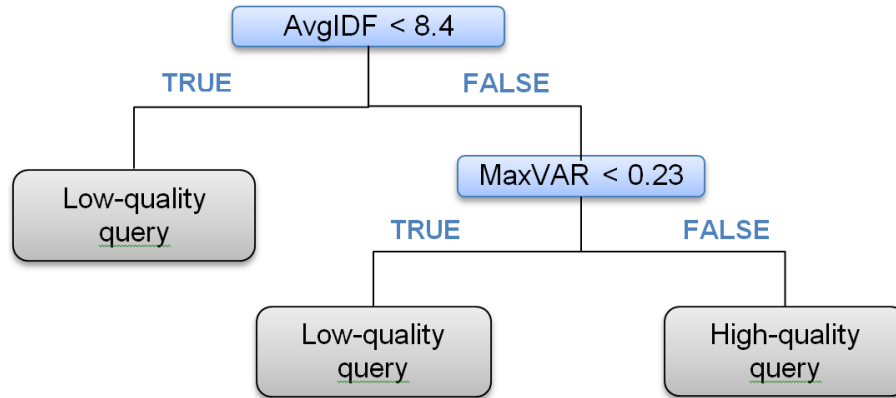 AvgIDF < 8.4
TRUE
FALSE
Low-quality
query
MaxVAR < 0.23
TRUE
FALSE
Low-quality
query
High-quality
query